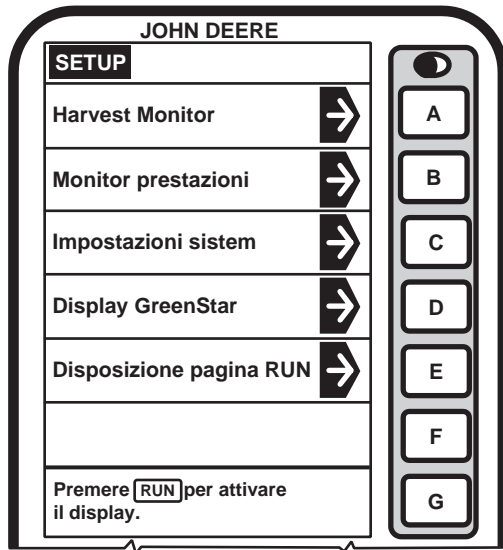 JOHN DEERE
SETUP
Harvest Monitor
A
Monitor prestazioni
B
Impostazioni sistem
C
Display GreenStar
D
Disposizione pagina RUN
E
F
Premere RUN per attivare
il display.
G